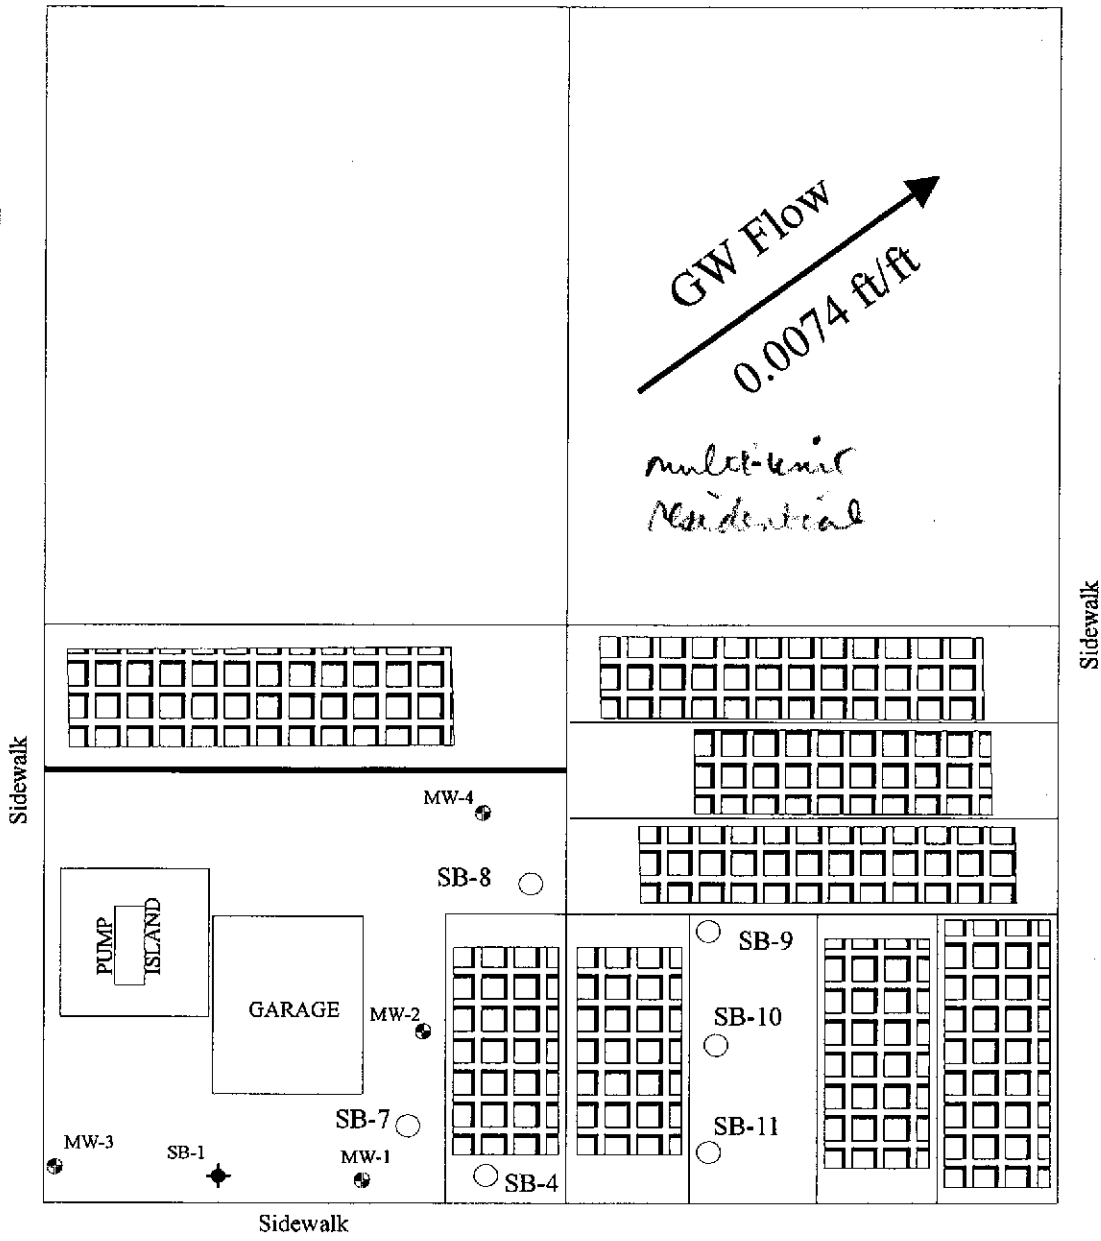 GW Flow
0.0074 ft/ft
multi-unit
residential
Sidewalk
Sidewalk
MW-4
SB-8
PUMP
ISLAND
GARAGE
MW-2
SB-9
SB-10
SB-7
SB-11
MW-3
SB-1
MW-1
SB-4
Sidewalk